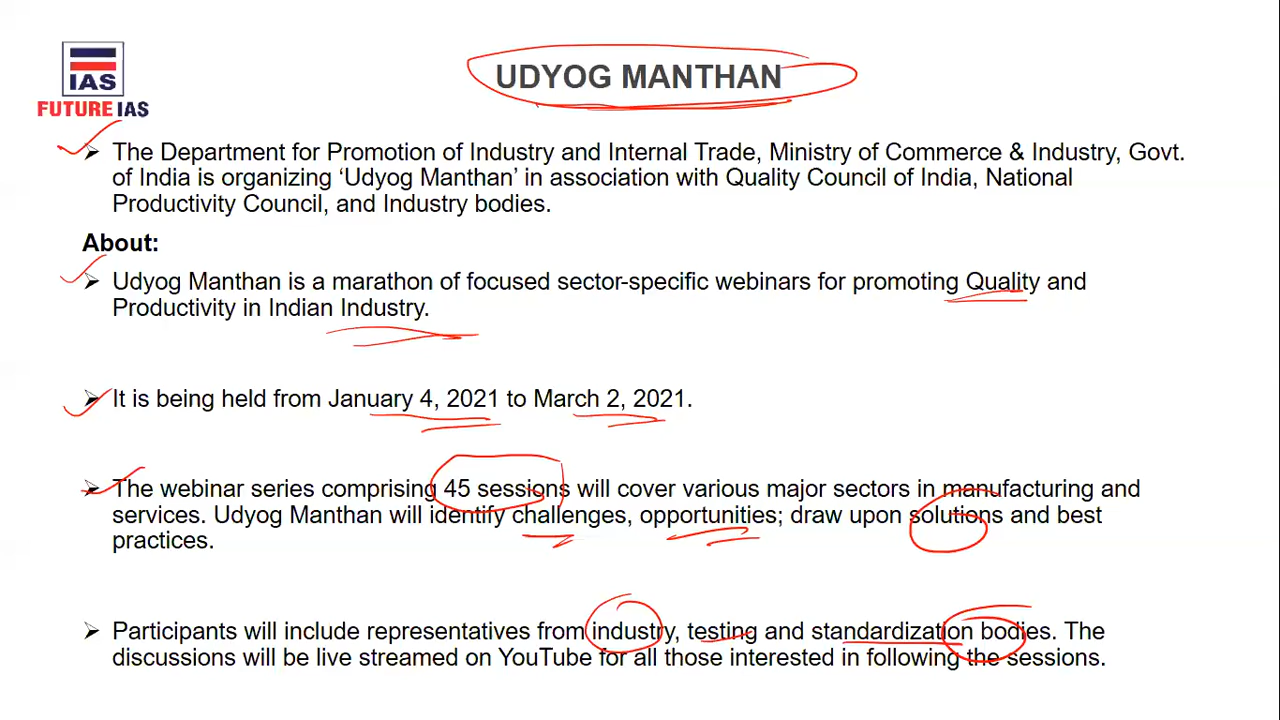 IAS
FUTURE IAS
UDYOG MANTHAN
➢ The Department for Promotion of Industry and Internal Trade, Ministry of Commerce & Industry, Govt.
of India is organizing ‘Udyog Manthan’ in association with Quality Council of India, National
Productivity Council, and Industry bodies.
About:
➢ Udyog Manthan is a marathon of focused sector-specific webinars for promoting Quality and
Productivity in Indian Industry.
➢ It is being held from January 4, 2021 to March 2, 2021.
➢ The webinar series comprising 45 sessions will cover various major sectors in manufacturing and
services. Udyog Manthan will identify challenges, opportunities; draw upon solutions and best
practices.
➢ Participants will include representatives from industry, testing and standardization bodies. The
discussions will be live streamed on YouTube for all those interested in following the sessions.